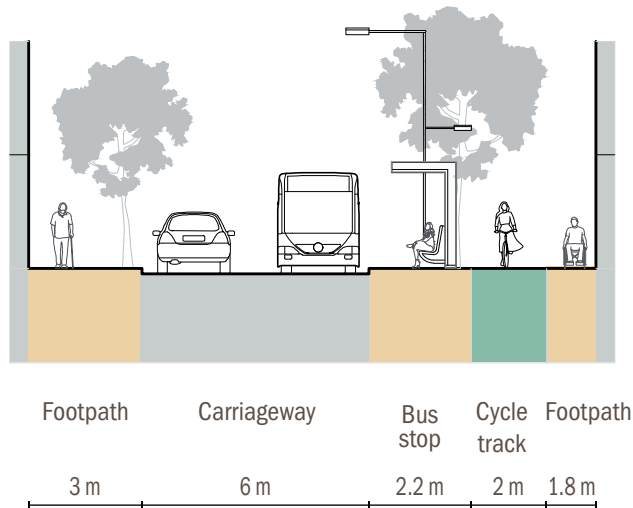 Footpath
Carriageway
Bus
stop
Cycle
track
Footpath
3 m
6 m
2.2 m
2 m
1.8 m